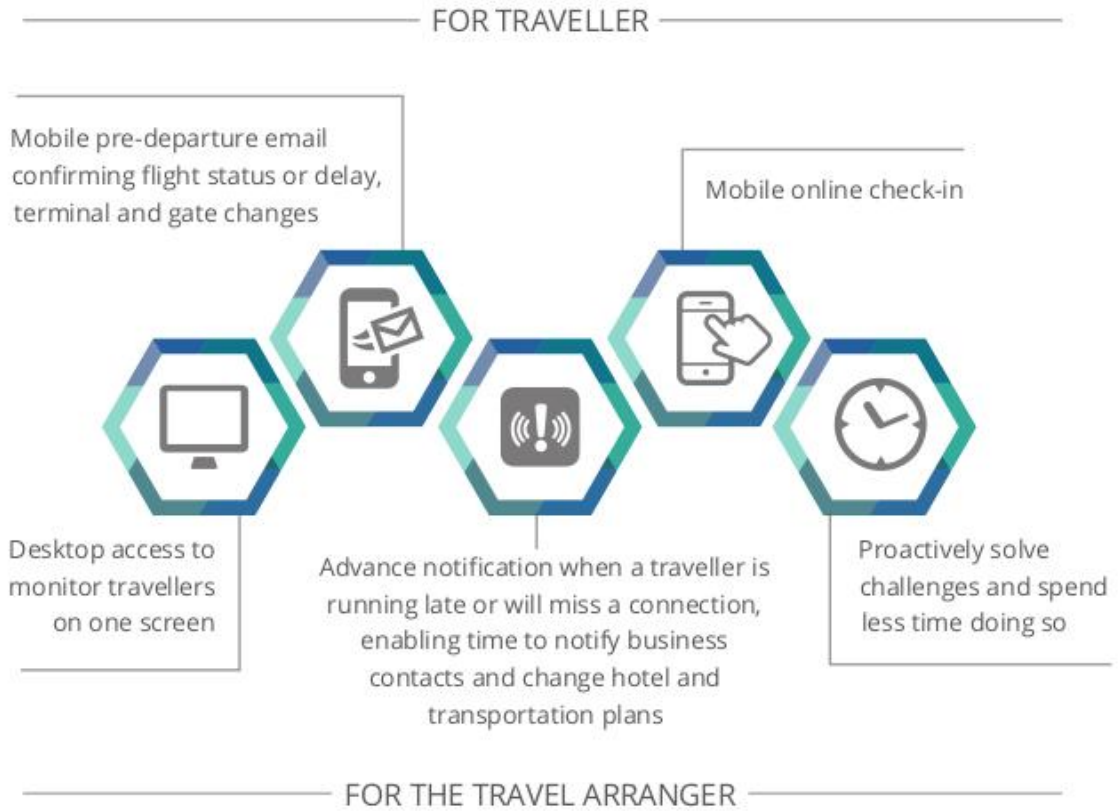 FOR TRAVELLER
Mobile pre-departure email
confirming flight status or delay,
terminal and gate changes
Mobile online check-in
Desktop access to
monitor travellers
on one screen
Advance notification when a traveller is
running late or will miss a connection,
enabling time to notify business
contacts and change hotel and
transportation plans
Proactively solve
challenges and spend
less time doing so
FOR THE TRAVEL ARRANGER